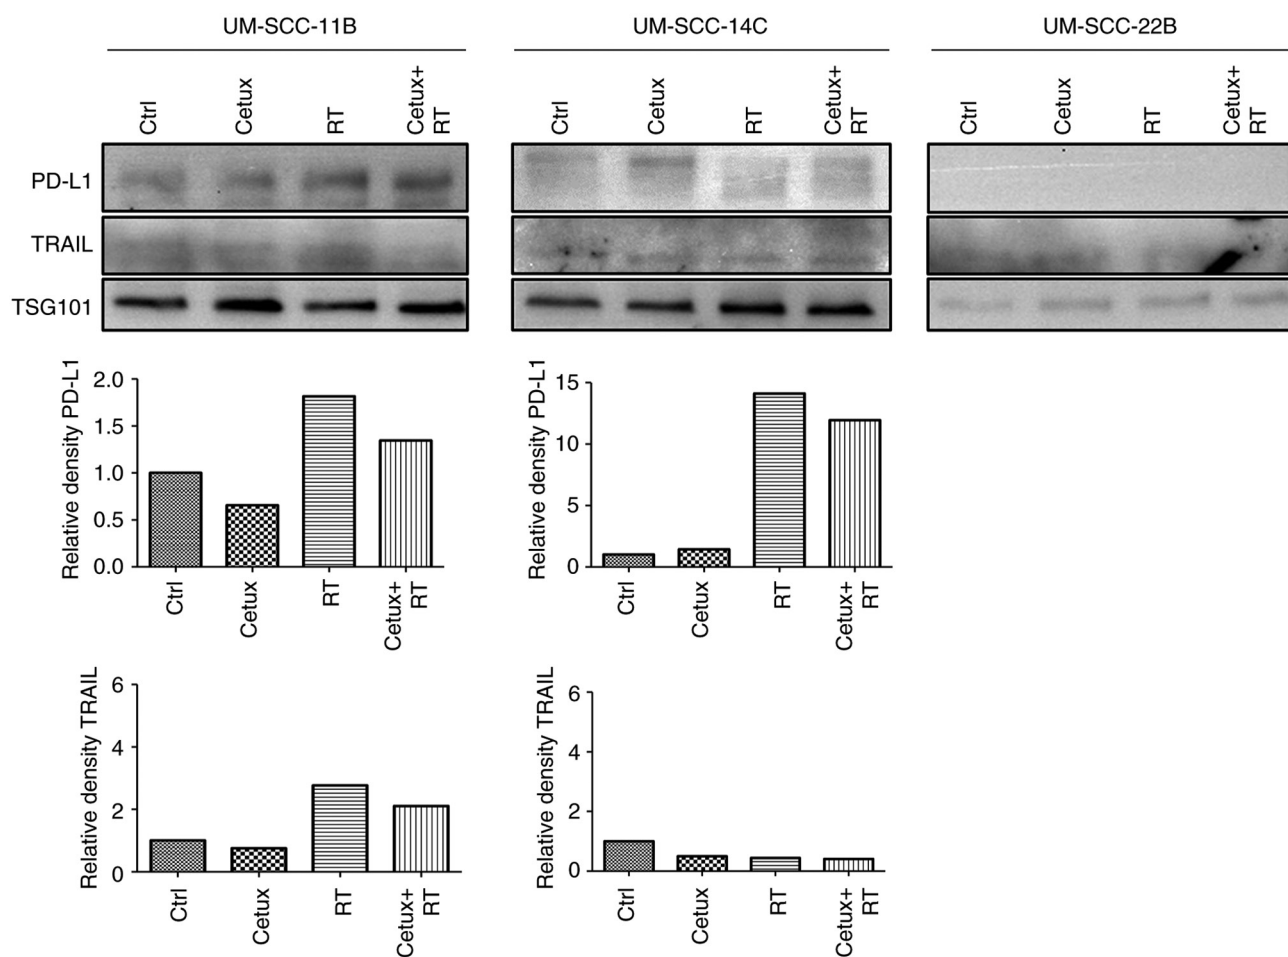 UM-SCC-11B UM-SCC-14C UM-SCC-22B
Ctrl Cetux RT Cetux+ RT Ctrl Cetux RT Cetux+ RT Ctrl Cetux RT Cetux+ RT
PD-L1
TRAIL
TSG101
Relative density PD-L1
2.0
1.5
1.0
0.5
0.0
Ctrl Cetux RT Cetux+ RT
Relative density PD-L1
15
10
5
0
Ctrl Cetux RT Cetux+ RT
Relative density TRAIL
6
4
2
0
Ctrl Cetux RT Cetux+ RT
Relative density TRAIL
6
4
2
0
Ctrl Cetux RT Cetux+ RT